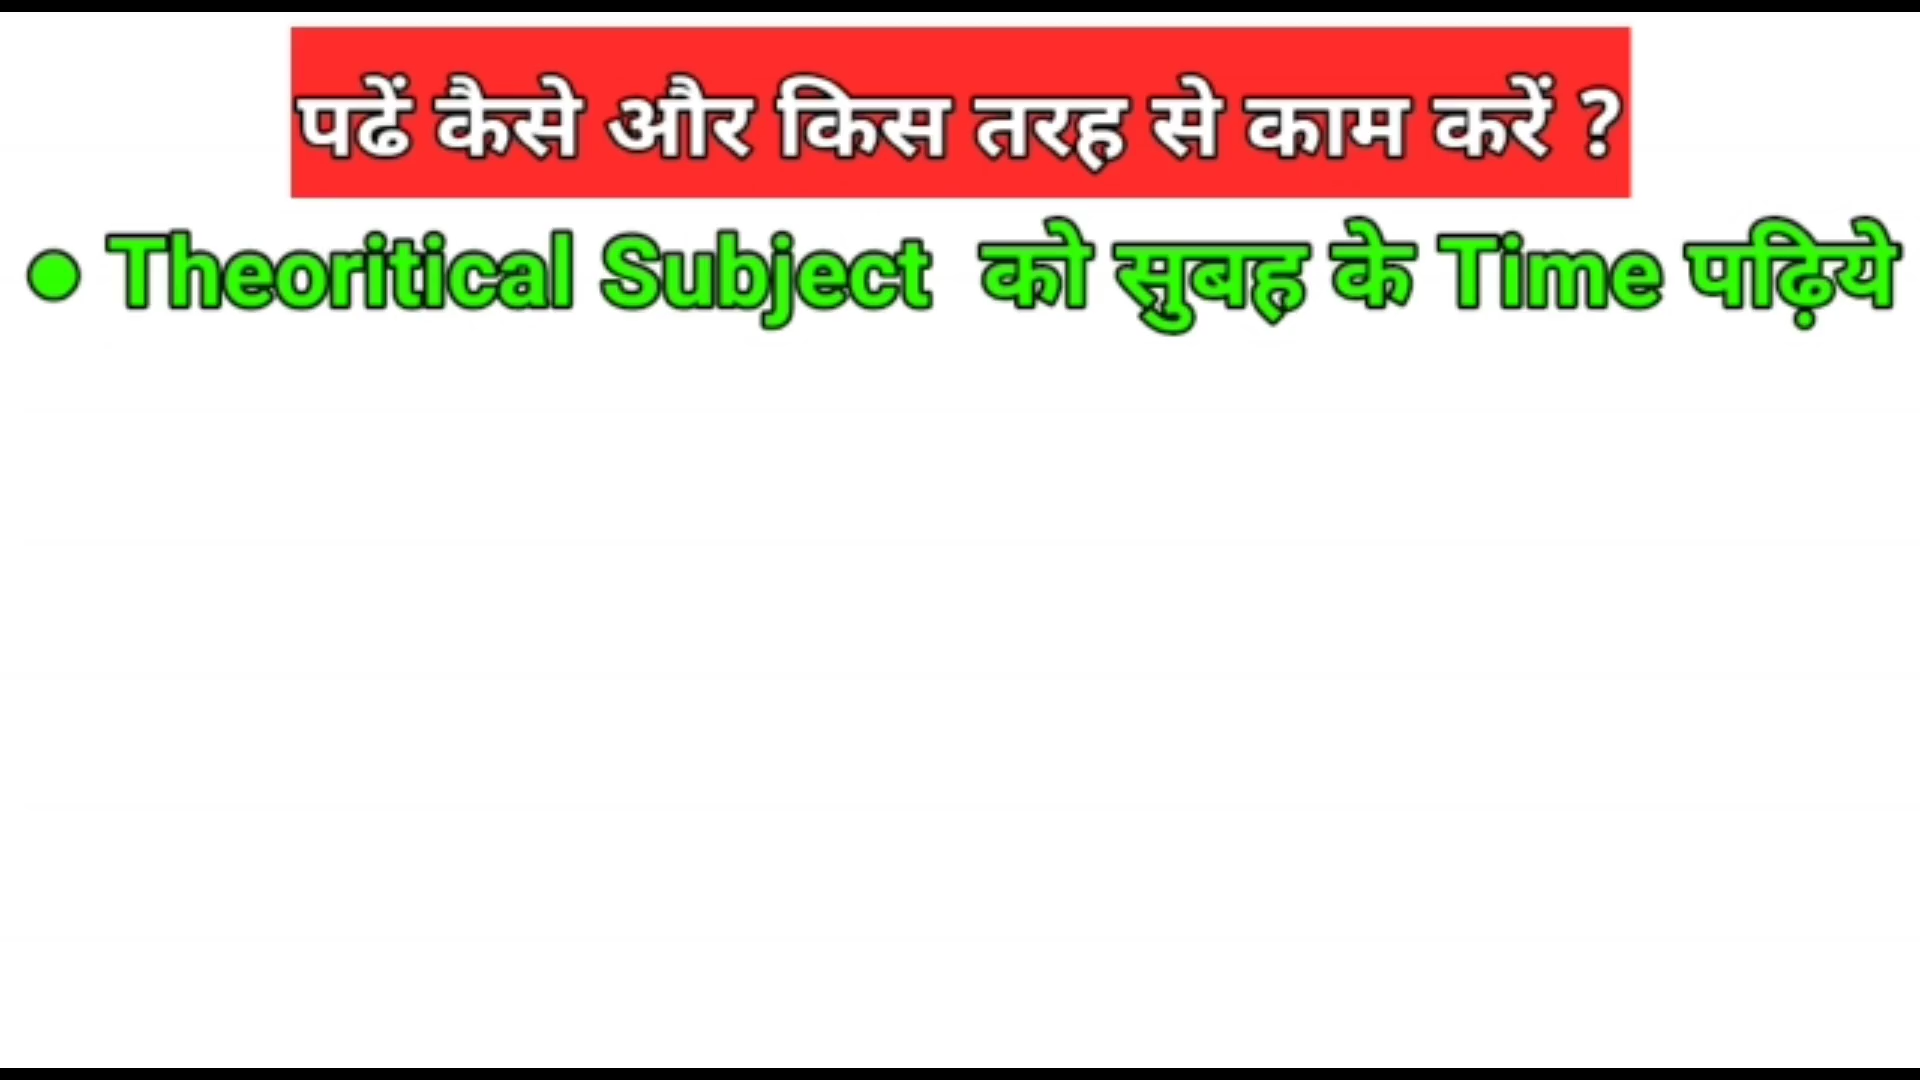 पढें कैसे और किस तरह से काम करें ?
● Theoritical Subject को सुबह के Time पढ़िये